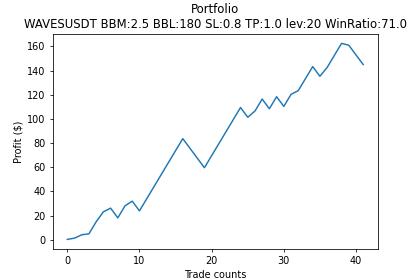 Portfolio
WAVESUSDT BBM:2.5 BBL:180 SL:0.8 TP:1.0 lev:20 WinRatio:71.0
160
140
120
100
80
60
40
20
0
Profit ($)
0 10 20 30 40
Trade counts